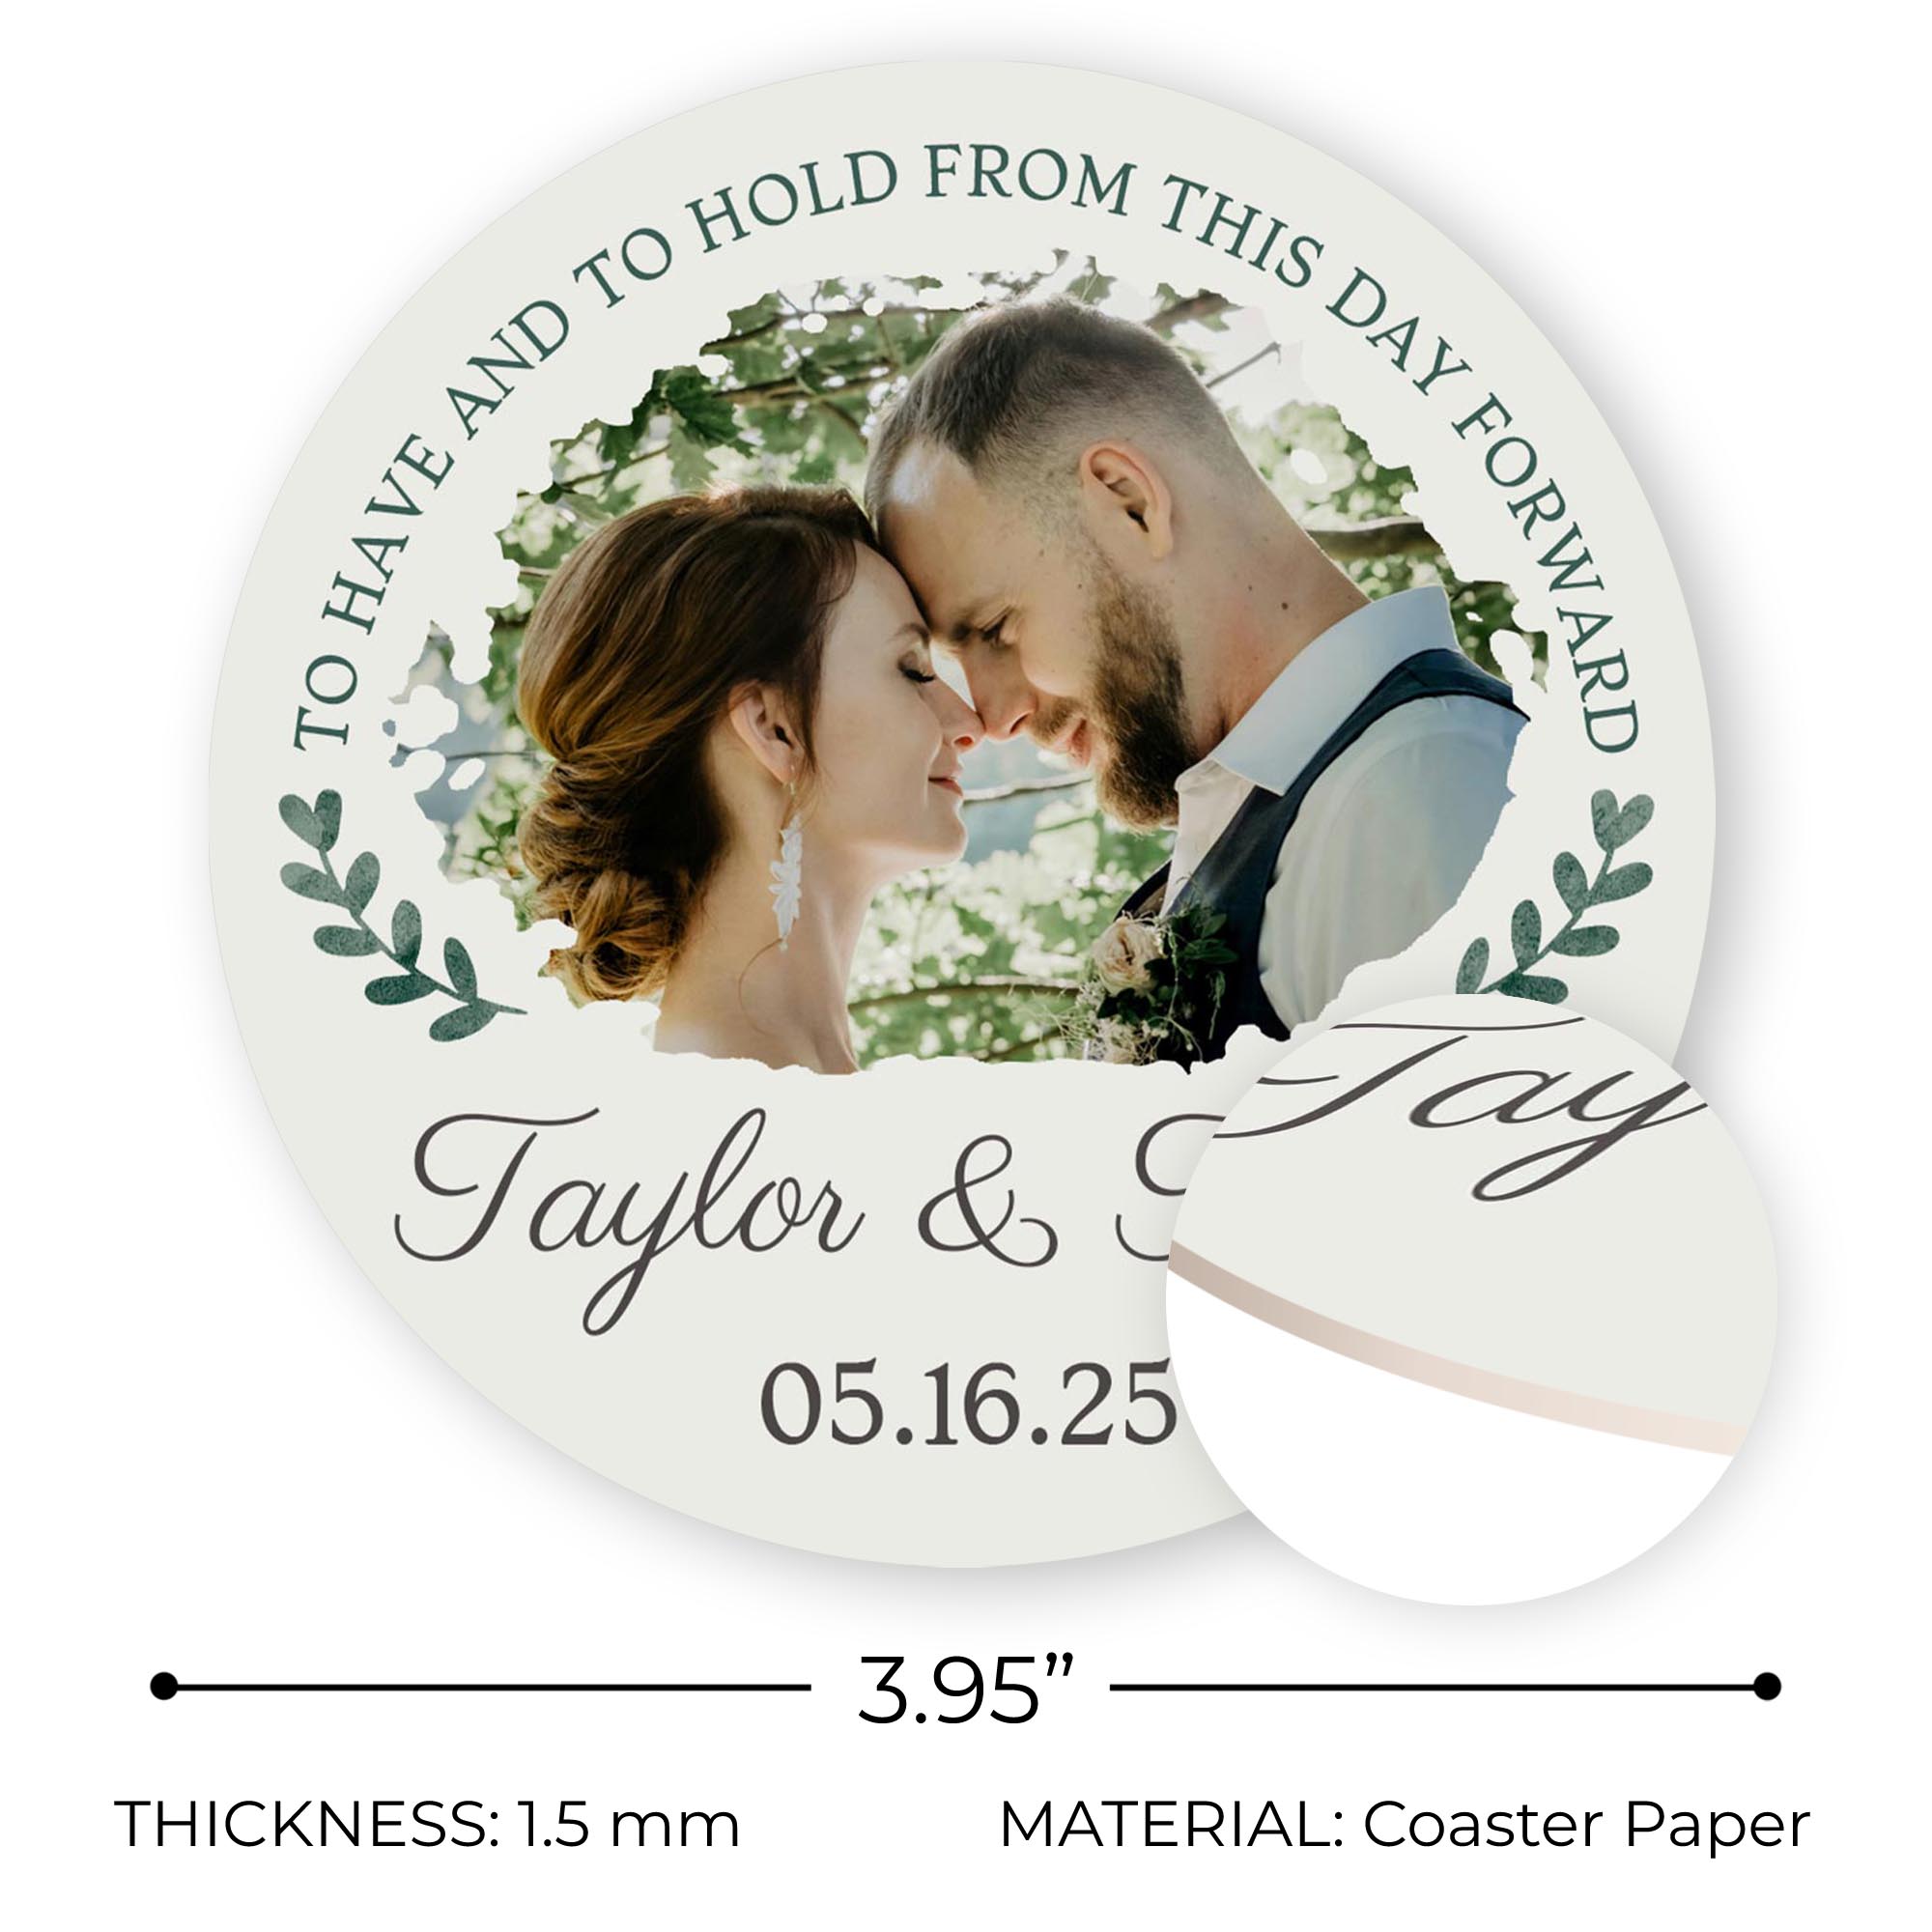 TO HAVE AND TO HOLD FROM THIS DAY FORWARD
Taylor &
Tay
05.16.25
3.95”
THICKNESS: 1.5 mm
MATERIAL: Coaster Paper